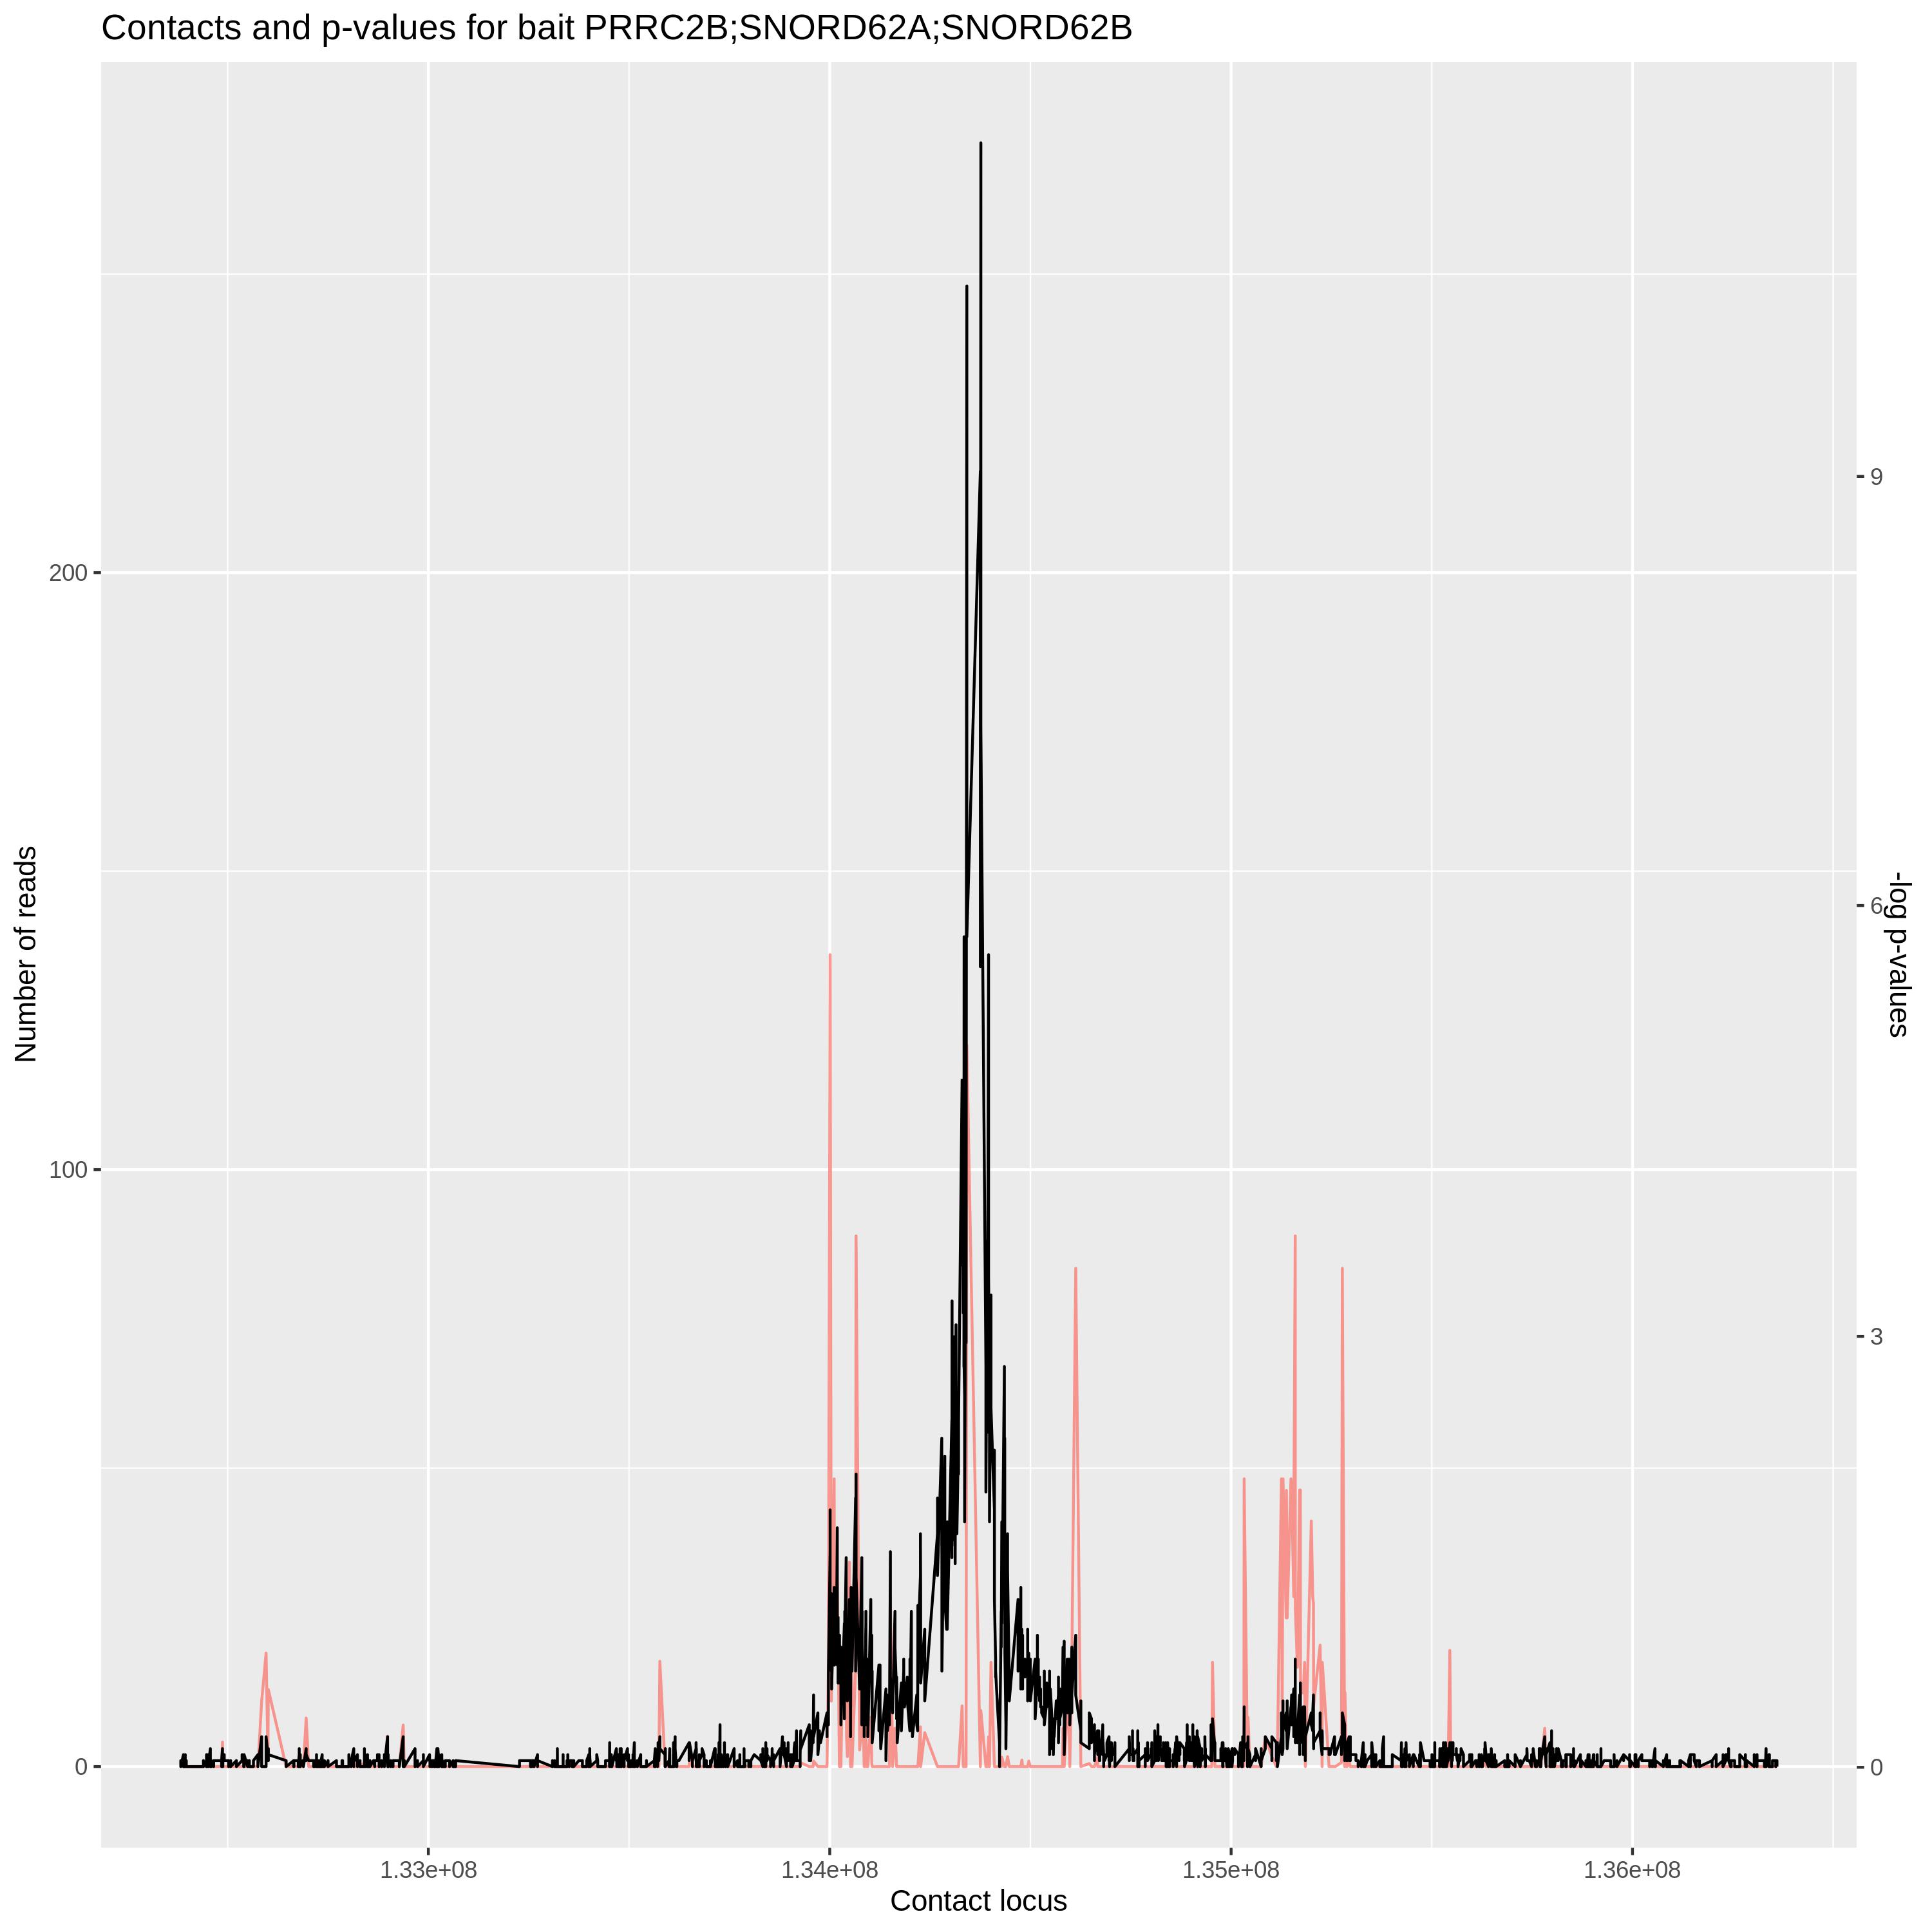 Contacts and p-values for bait PRRC2B;SNORD62A;SNORD62B
Number of reads
200
100
0
9
6
3
0
-log p-values
1.33e+08 1.34e+08 1.35e+08 1.36e+08
Contact locus